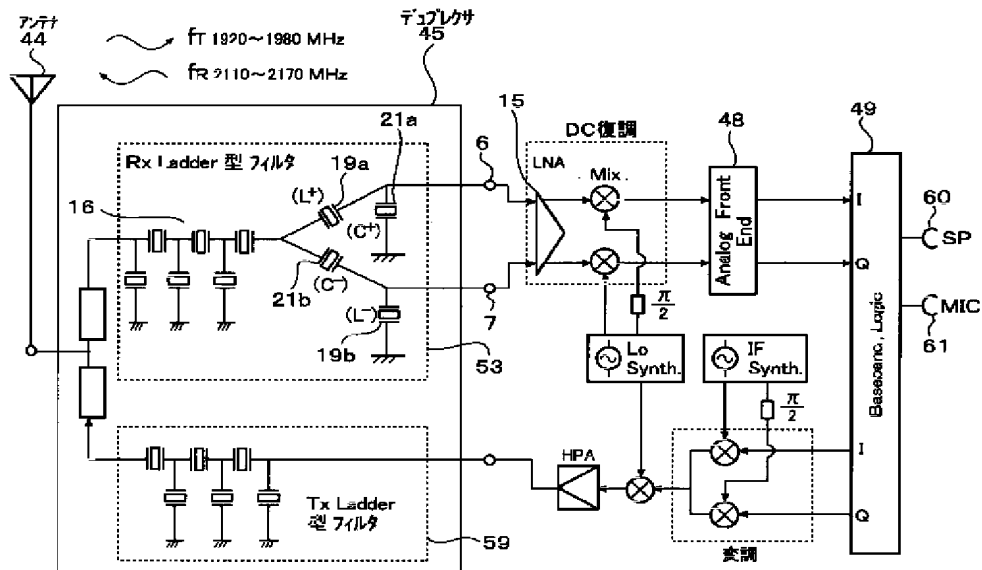 アンテナ
44
fT 1920~1980 MHz
fR 2110~2170 MHz
デュプレクサ
45
Rx Ladder 型 フィルタ
16
19a
21a
(L+)
(C+)
21b
(C-)
(L-)
19b
6
7
53
15
LNA
DC復調
Mix.
48
Analog Front
End
49
I
Q
Baseband, Logic
60
SP
MIC
61
π/2
Lo
Synth.
IF
Synth.
π/2
I
Q
変調
HPA
Tx Ladder
型 フィルタ
59